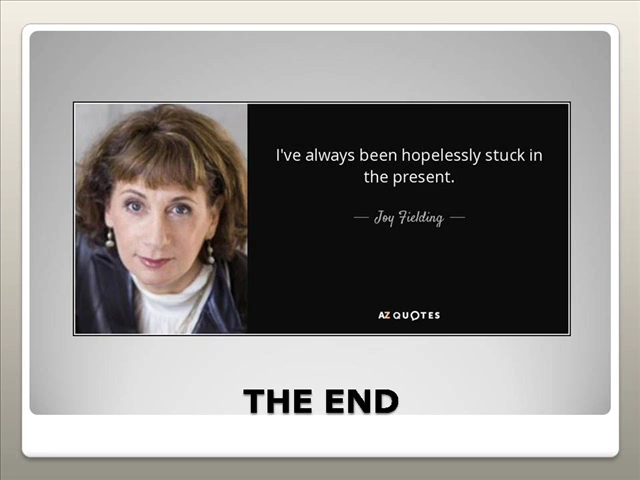 I've always been hopelessly stuck in
the present.
— Joy Fielding —
AZ QUOTES
THE END